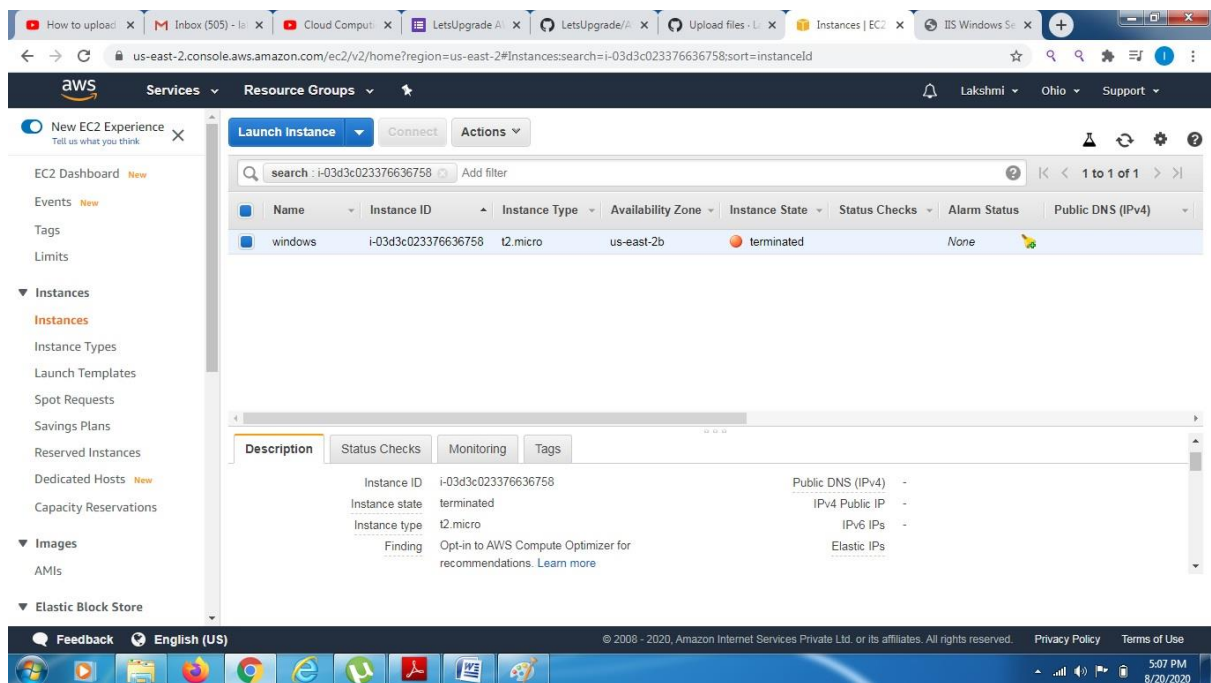 How to upload
Inbox (505) - la
Cloud Computi
LetsUpgrade A
LetsUpgrade/A
Upload files · L
Instances | EC2
IIS Windows Se
us-east-2.console.aws.amazon.com/ec2/v2/home?region=us-east-2#Instances:search=i-03d3c023376636758;sort=instanceId
aws Services Resource Groups Lakshmi Ohio Support
New EC2 Experience
Tell us what you think
EC2 Dashboard New
Events New
Tags
Limits
Instances
Instances
Instance Types
Launch Templates
Spot Requests
Savings Plans
Reserved Instances
Dedicated Hosts New
Capacity Reservations
Images
AMIs
Elastic Block Store
Launch Instance Connect Actions
search : i-03d3c023376636758 Add filter 1 to 1 of 1
Name Instance ID Instance Type Availability Zone Instance State Status Checks Alarm Status Public DNS (IPv4)
windows i-03d3c023376636758 t2.micro us-east-2b terminated None
Description Status Checks Monitoring Tags
Instance ID i-03d3c023376636758
Instance state terminated
Instance type t2.micro
Finding Opt-in to AWS Compute Optimizer for
recommendations. Learn more
Public DNS (IPv4) -
IPv4 Public IP -
IPv6 IPs -
Elastic IPs
Feedback English (US) © 2008 - 2020, Amazon Internet Services Private Ltd. or its affiliates. All rights reserved. Privacy Policy Terms of Use
5:07 PM
8/20/2020